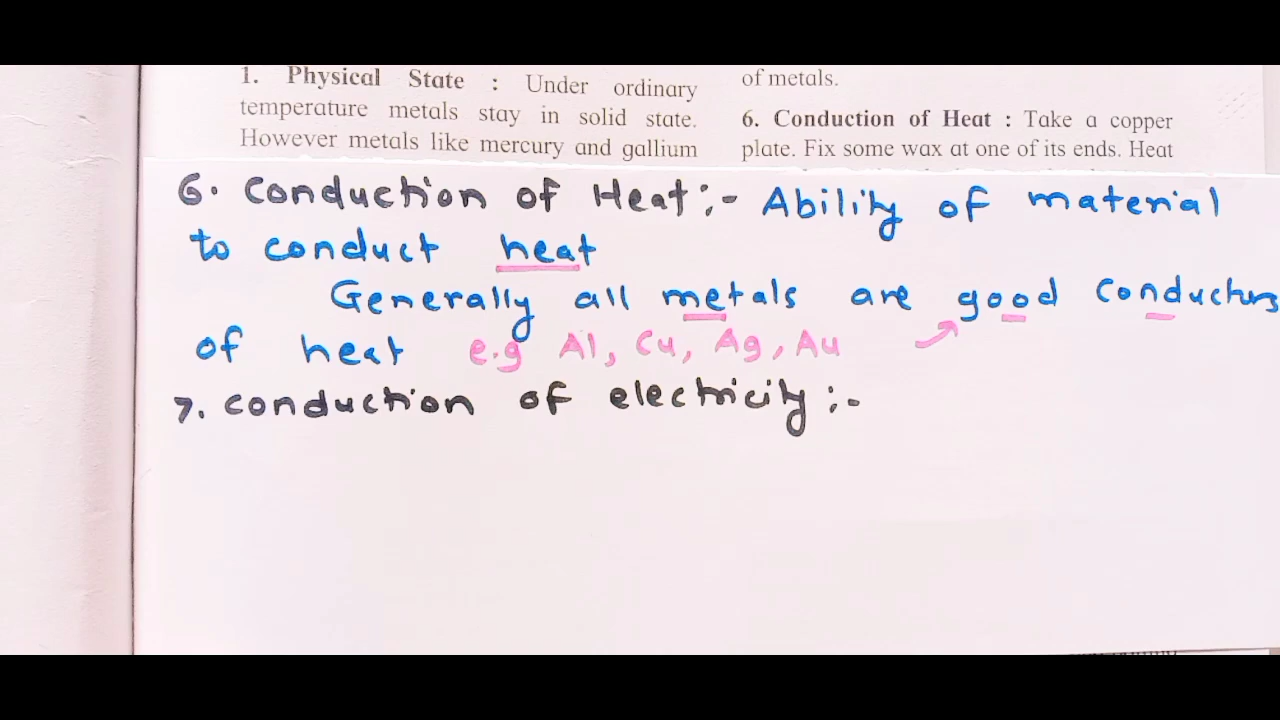 1. Physical State : Under ordinary
temperature metals stay in solid state.
However metals like mercury and gallium
of metals.
6. Conduction of Heat : Take a copper
plate. Fix some wax at one of its ends. Heat
6. Conduction of Heat :- Ability of material
to conduct heat
Generally all metals are good conductors
of heat e.g Al, Cu, Ag, Au
7. conduction of electricity :-